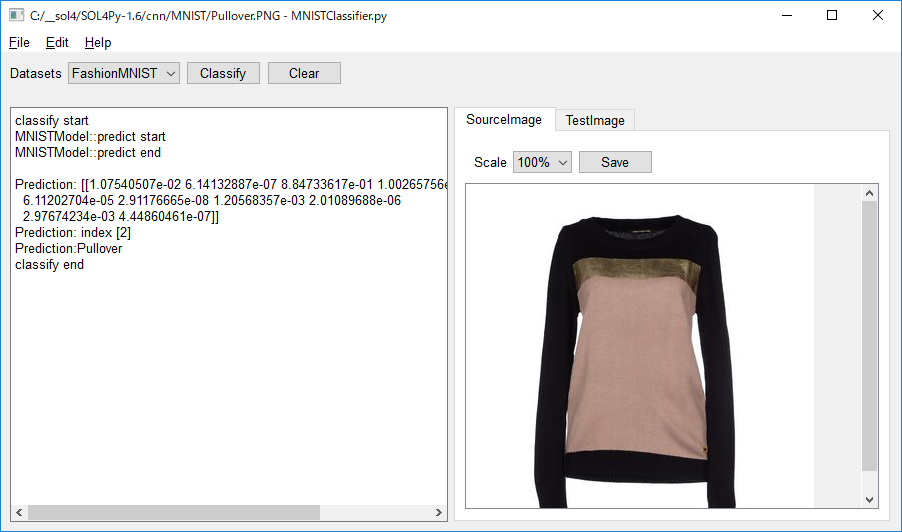 C:/__sol4/SOL4Py-1.6/cnn/MNIST/Pullover.PNG - MNISTClassifier.py
File Edit Help
Datasets FashionMNIST Classify Clear
SourceImage TestImage
Scale 100% Save
classify start
MNISTModel::predict start
MNISTModel::predict end
Prediction: [[1.07540507e-02 6.14132887e-07 8.84733617e-01 1.00265756e
6.11202704e-05 2.91176665e-08 1.20568357e-03 2.01089688e-06
2.97674234e-03 4.44860461e-07]]
Prediction: index [2]
Prediction:Pullover
classify end